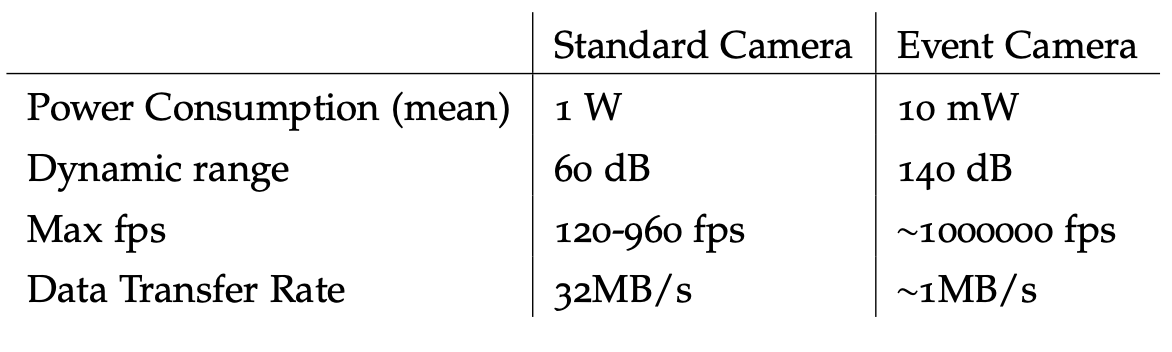 Standard Camera Event Camera
Power Consumption (mean) 1 W 10 mW
Dynamic range 60 dB 140 dB
Max fps 120-960 fps ~1000000 fps
Data Transfer Rate 32MB/s ~1MB/s